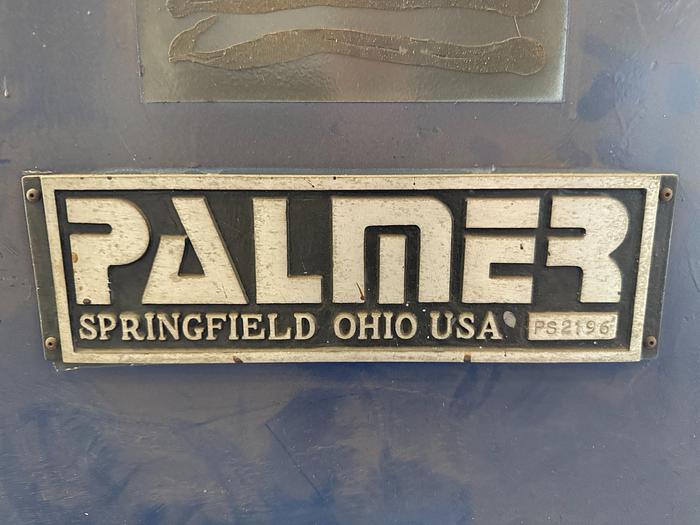 PALMER
SPRINGFIELD OHIO USA PS2196